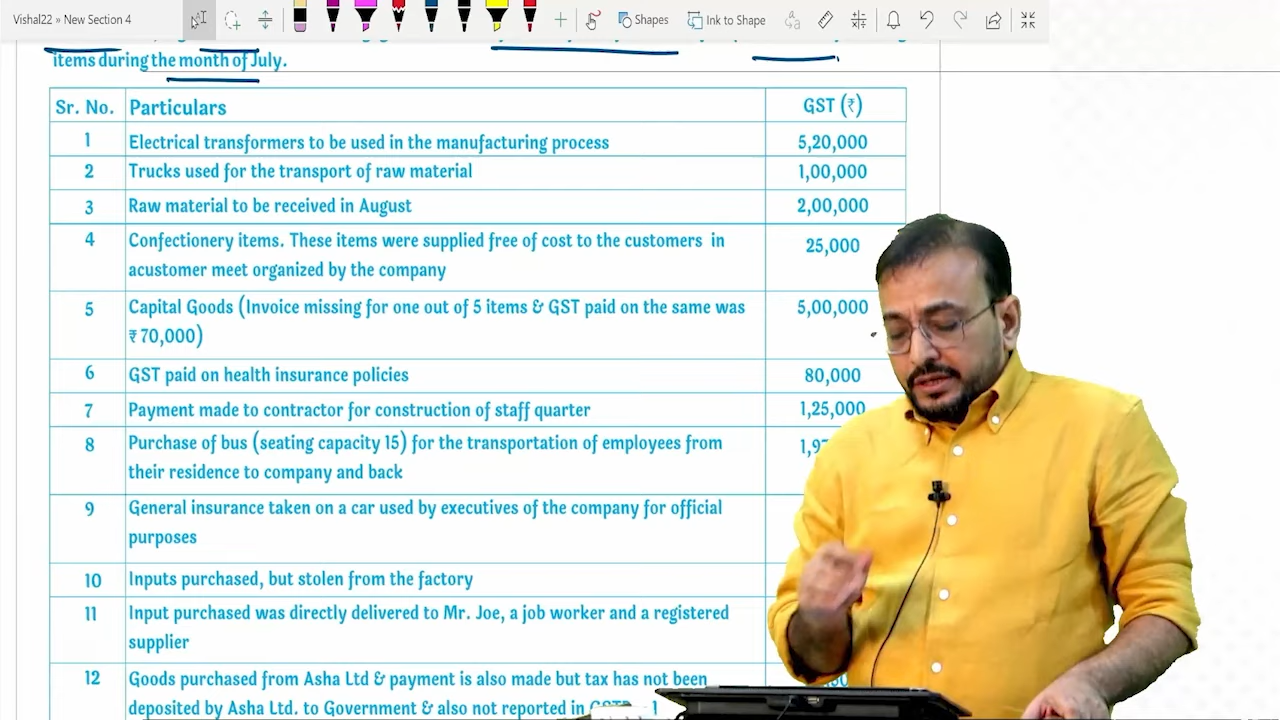 Vishal22 » New Section 4
Shapes
Ink to Shape
items during the month of July.
Sr. No. Particulars GST (₹)
1 Electrical transformers to be used in the manufacturing process 5,20,000
2 Trucks used for the transport of raw material 1,00,000
3 Raw material to be received in August 2,00,000
4 Confectionery items. These items were supplied free of cost to the customers in 25,000
acustomer meet organized by the company
5 Capital Goods (Invoice missing for one out of 5 items & GST paid on the same was 5,00,000
₹ 70,000)
6 GST paid on health insurance policies 80,000
7 Payment made to contractor for construction of staff quarter 1,25,000
8 Purchase of bus (seating capacity 15) for the transportation of employees from
their residence to company and back
9 General insurance taken on a car used by executives of the company for official
purposes
10 Inputs purchased, but stolen from the factory
11 Input purchased was directly delivered to Mr. Joe, a job worker and a registered
supplier
12 Goods purchased from Asha Ltd & payment is also made but tax has not been
deposited by Asha Ltd. to Government & also not reported in